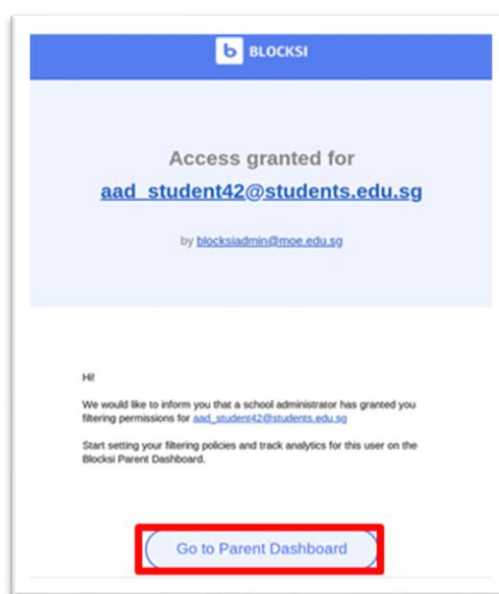 b BLOCKSI
Access granted for
aad_student42@students.edu.sg
by blocksiadmin@moe.edu.sg
Hi!
We would like to inform you that a school administrator has granted you
filtering permissions for aad_student42@students.edu.sg
Start setting your filtering policies and track analytics for this user on the
Blocksi Parent Dashboard.
Go to Parent Dashboard